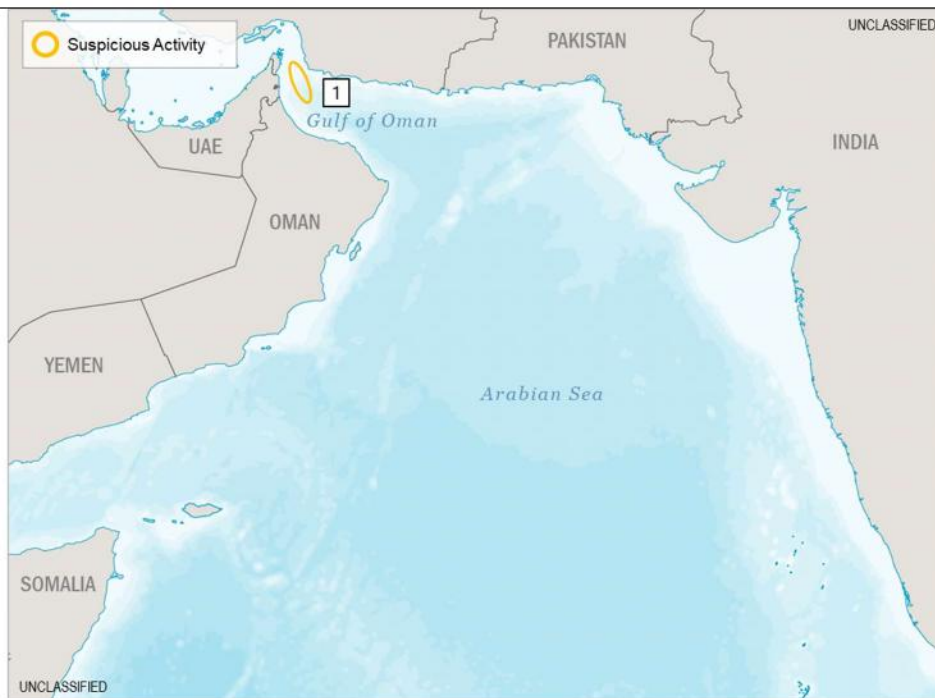 Suspicious Activity
UNCLASSIFIED
PAKISTAN
1
Gulf of Oman
UAE
INDIA
OMAN
YEMEN
Arabian Sea
SOMALIA
UNCLASSIFIED